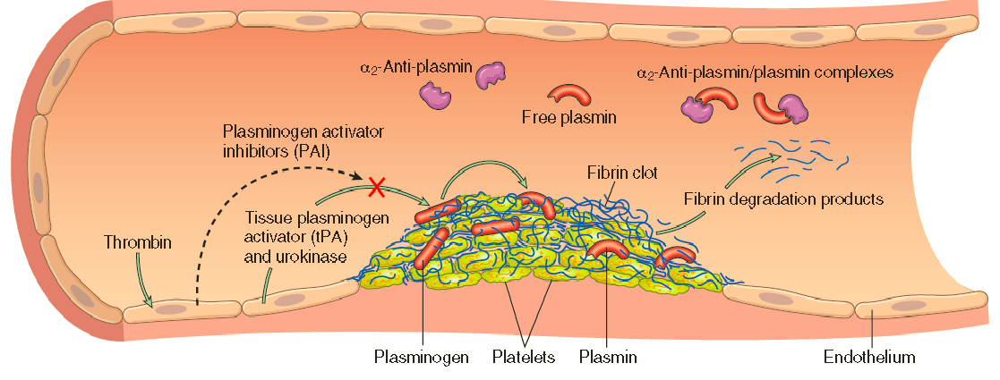 α2-Anti-plasmin
α2-Anti-plasmin/plasmin complexes
Free plasmin
Plasminogen activator
inhibitors (PAI)
Fibrin clot
Fibrin degradation products
Tissue plasminogen
activator (tPA)
and urokinase
Thrombin
Plasminogen
Platelets
Plasmin
Endothelium